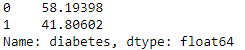 0    58.19398
1    41.80602
Name: diabetes, dtype: float64